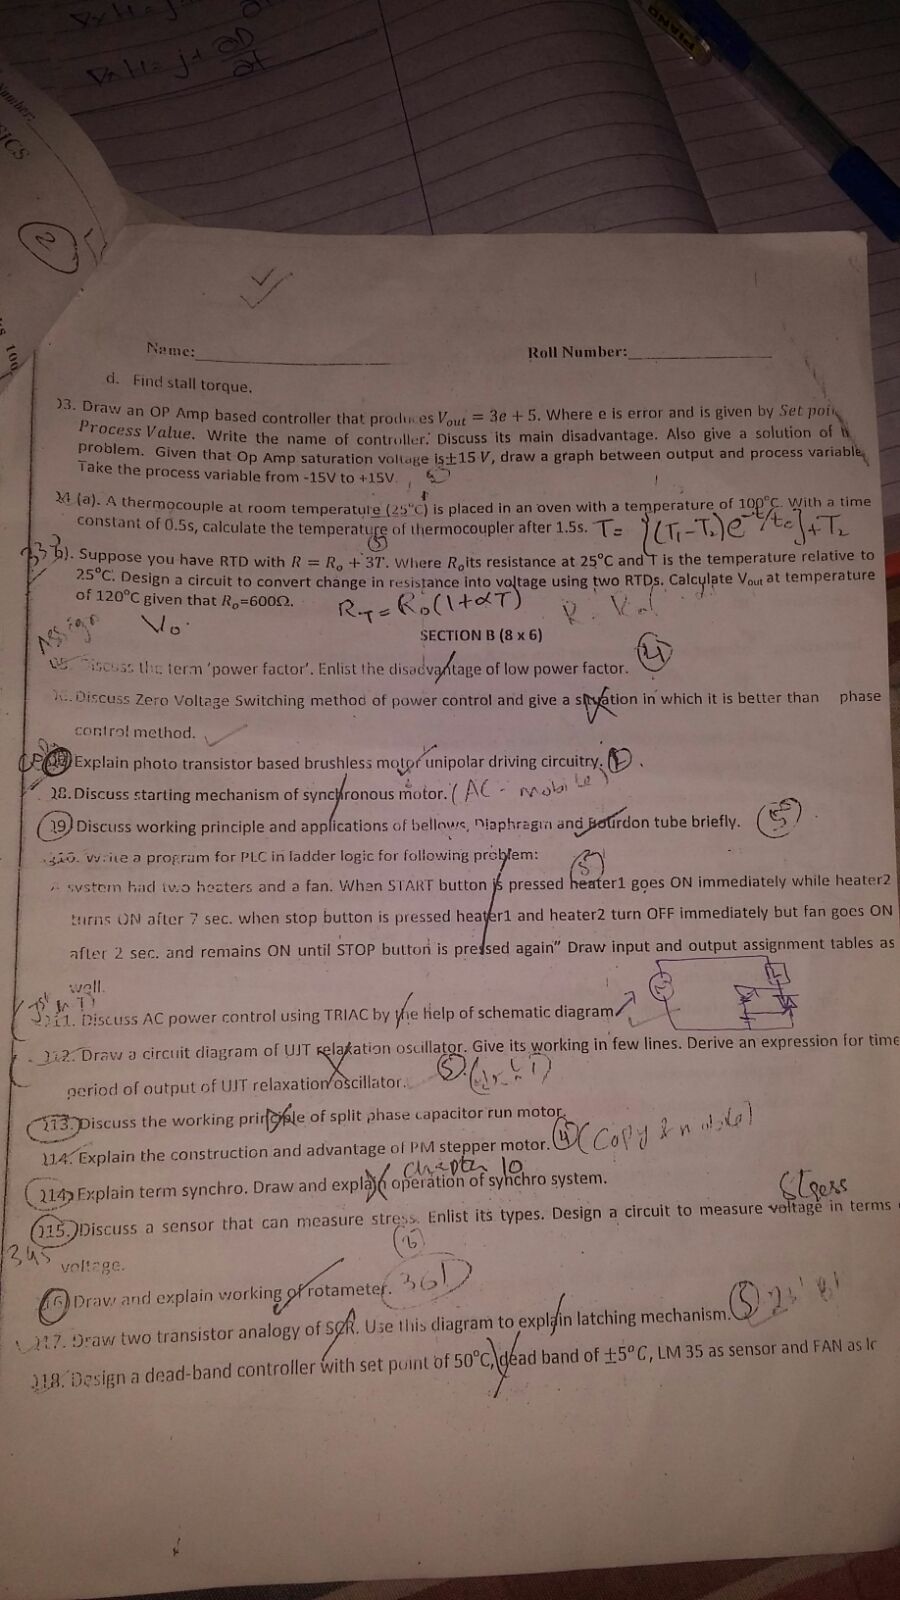 ∇×H = J+ ∂D/∂t
PIANO
Number:
SICS
2
100
Name:
Roll Number:
d. Find stall torque.
Q3. Draw an OP Amp based controller that produces V_out = 3e + 5. Where e is error and is given by Set poi
Process Value. Write the name of controller. Discuss its main disadvantage. Also give a solution of
problem. Given that Op Amp saturation voltage is ±15 V, draw a graph between output and process variable
Take the process variable from -15V to +15V.
Q4 (a). A thermocouple at room temperature (25°C) is placed in an oven with a temperature of 100°C. With a time
constant of 0.5s, calculate the temperature of thermocoupler after 1.5s. T = {(T₁-T₂)e^-t/tc}+T₂
5
b). Suppose you have RTD with R = R_o + 3T. Where R_o its resistance at 25°C and T is the temperature relative to
25°C. Design a circuit to convert change in resistance into voltage using two RTDs. Calculate V_out at temperature
of 120°C given that R_o=600Ω. R_T = R_o(1+αT)
Assign
V_o
SECTION B (8 x 6)
Q5. Discuss the term 'power factor'. Enlist the disadvantage of low power factor. 4
Discuss Zero Voltage Switching method of power control and give a situation in which it is better than phase
control method.
Explain photo transistor based brushless motor unipolar driving circuitry.
Q8. Discuss starting mechanism of synchronous motor. (AC - mobile)
Q9. Discuss working principle and applications of bellows, Diaphragm and Bourdon tube briefly. 5
Q10. Write a program for PLC in ladder logic for following problem:
5
A system had two heaters and a fan. When START button is pressed heater1 goes ON immediately while heater2
turns ON after 7 sec. when stop button is pressed heater1 and heater2 turn OFF immediately but fan goes ON
after 2 sec. and remains ON until STOP button is pressed again" Draw input and output assignment tables as
well.
Q11. Discuss AC power control using TRIAC by the help of schematic diagram
Q12. Draw a circuit diagram of UJT relaxation oscillator. Give its working in few lines. Derive an expression for time
period of output of UJT relaxation oscillator. 5
Q13. Discuss the working principle of split phase capacitor run motor.
Q14. Explain the construction and advantage of PM stepper motor. 4 (Copy & mobile)
Chapter 10
Q14. Explain term synchro. Draw and explain operation of synchro system.
Stress
Q15. Discuss a sensor that can measure stress. Enlist its types. Design a circuit to measure voltage in terms
345
voltage. 6
Q16. Draw and explain working of rotameter. 361
Q17. Draw two transistor analogy of SCR. Use this diagram to explain latching mechanism. 5
Q18. Design a dead-band controller with set point of 50°C, dead band of ±5°C, LM 35 as sensor and FAN as